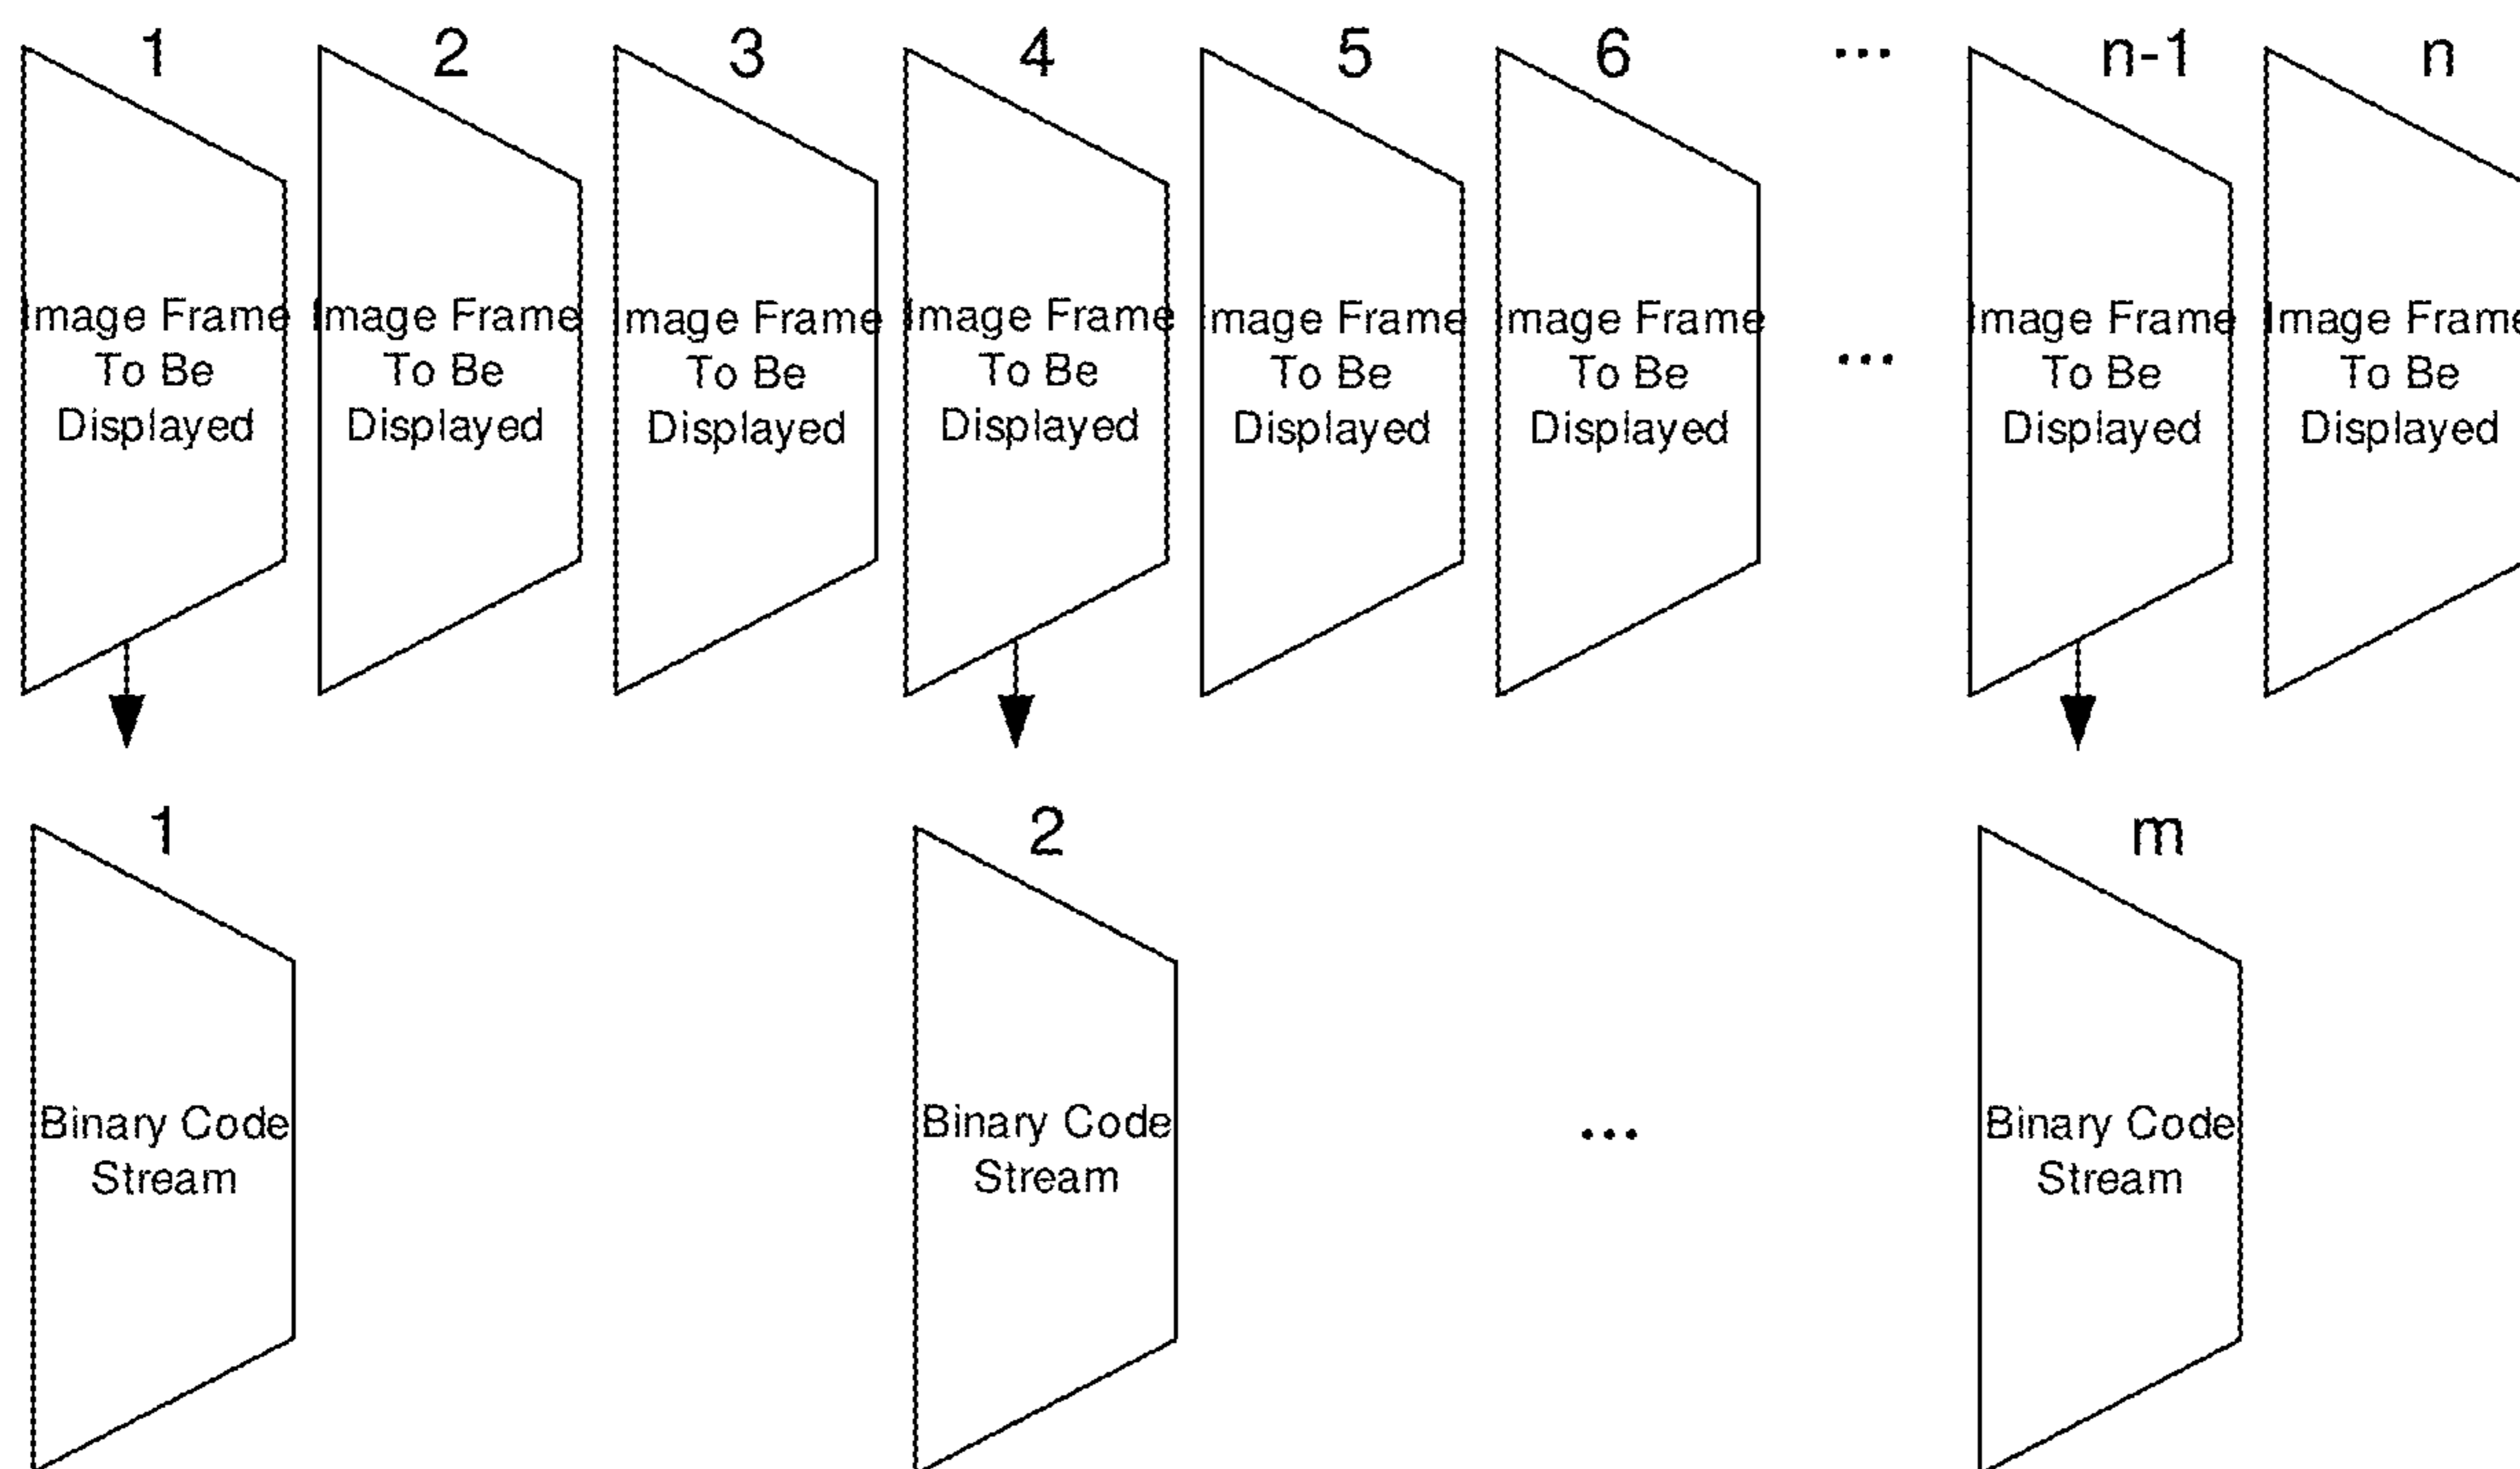 1 2 3 4 5 6 ... n-1 n
Image Frame To Be Displayed
Image Frame To Be Displayed
Image Frame To Be Displayed
Image Frame To Be Displayed
Image Frame To Be Displayed
Image Frame To Be Displayed
...
Image Frame To Be Displayed
Image Frame To Be Displayed
1 2 m
Binary Code Stream
Binary Code Stream
...
Binary Code Stream